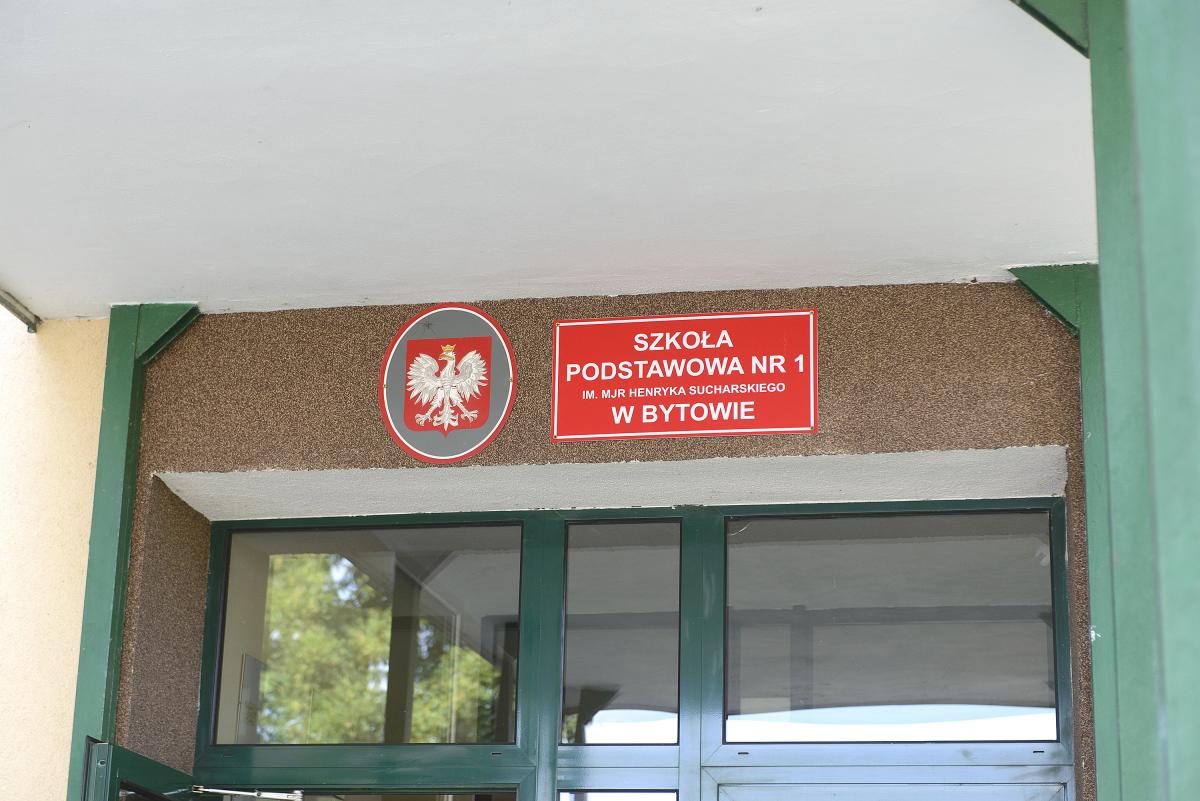 SZKOŁA
PODSTAWOWA NR 1
IM. MJR HENRYKA SUCHARSKIEGO
W BYTOWIE